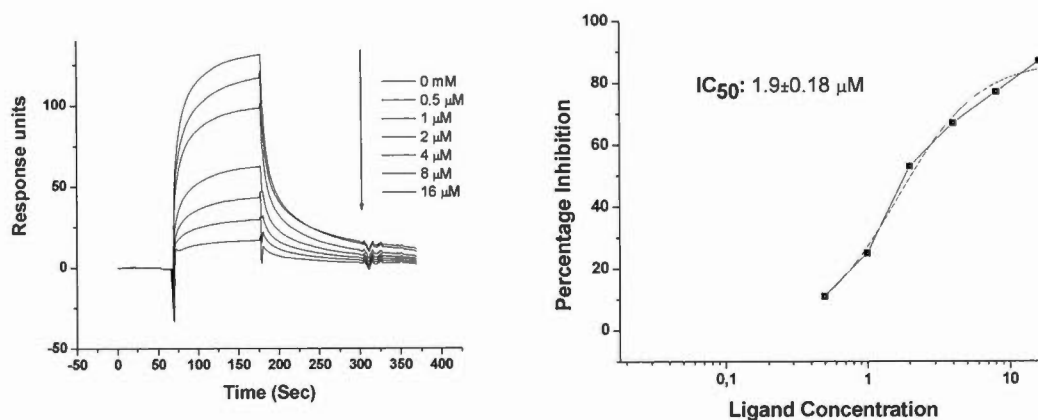 Response units
100
50
0
-50
-50 0 50 100 150 200 250 300 350 400 450
Time (Sec)
0 mM
0.5 μM
1 μM
2 μM
4 μM
8 μM
16 μM
Percentage Inhibition
100
80
60
40
20
0
IC50: 1.9±0.18 μM
0,1 1 10
Ligand Concentration